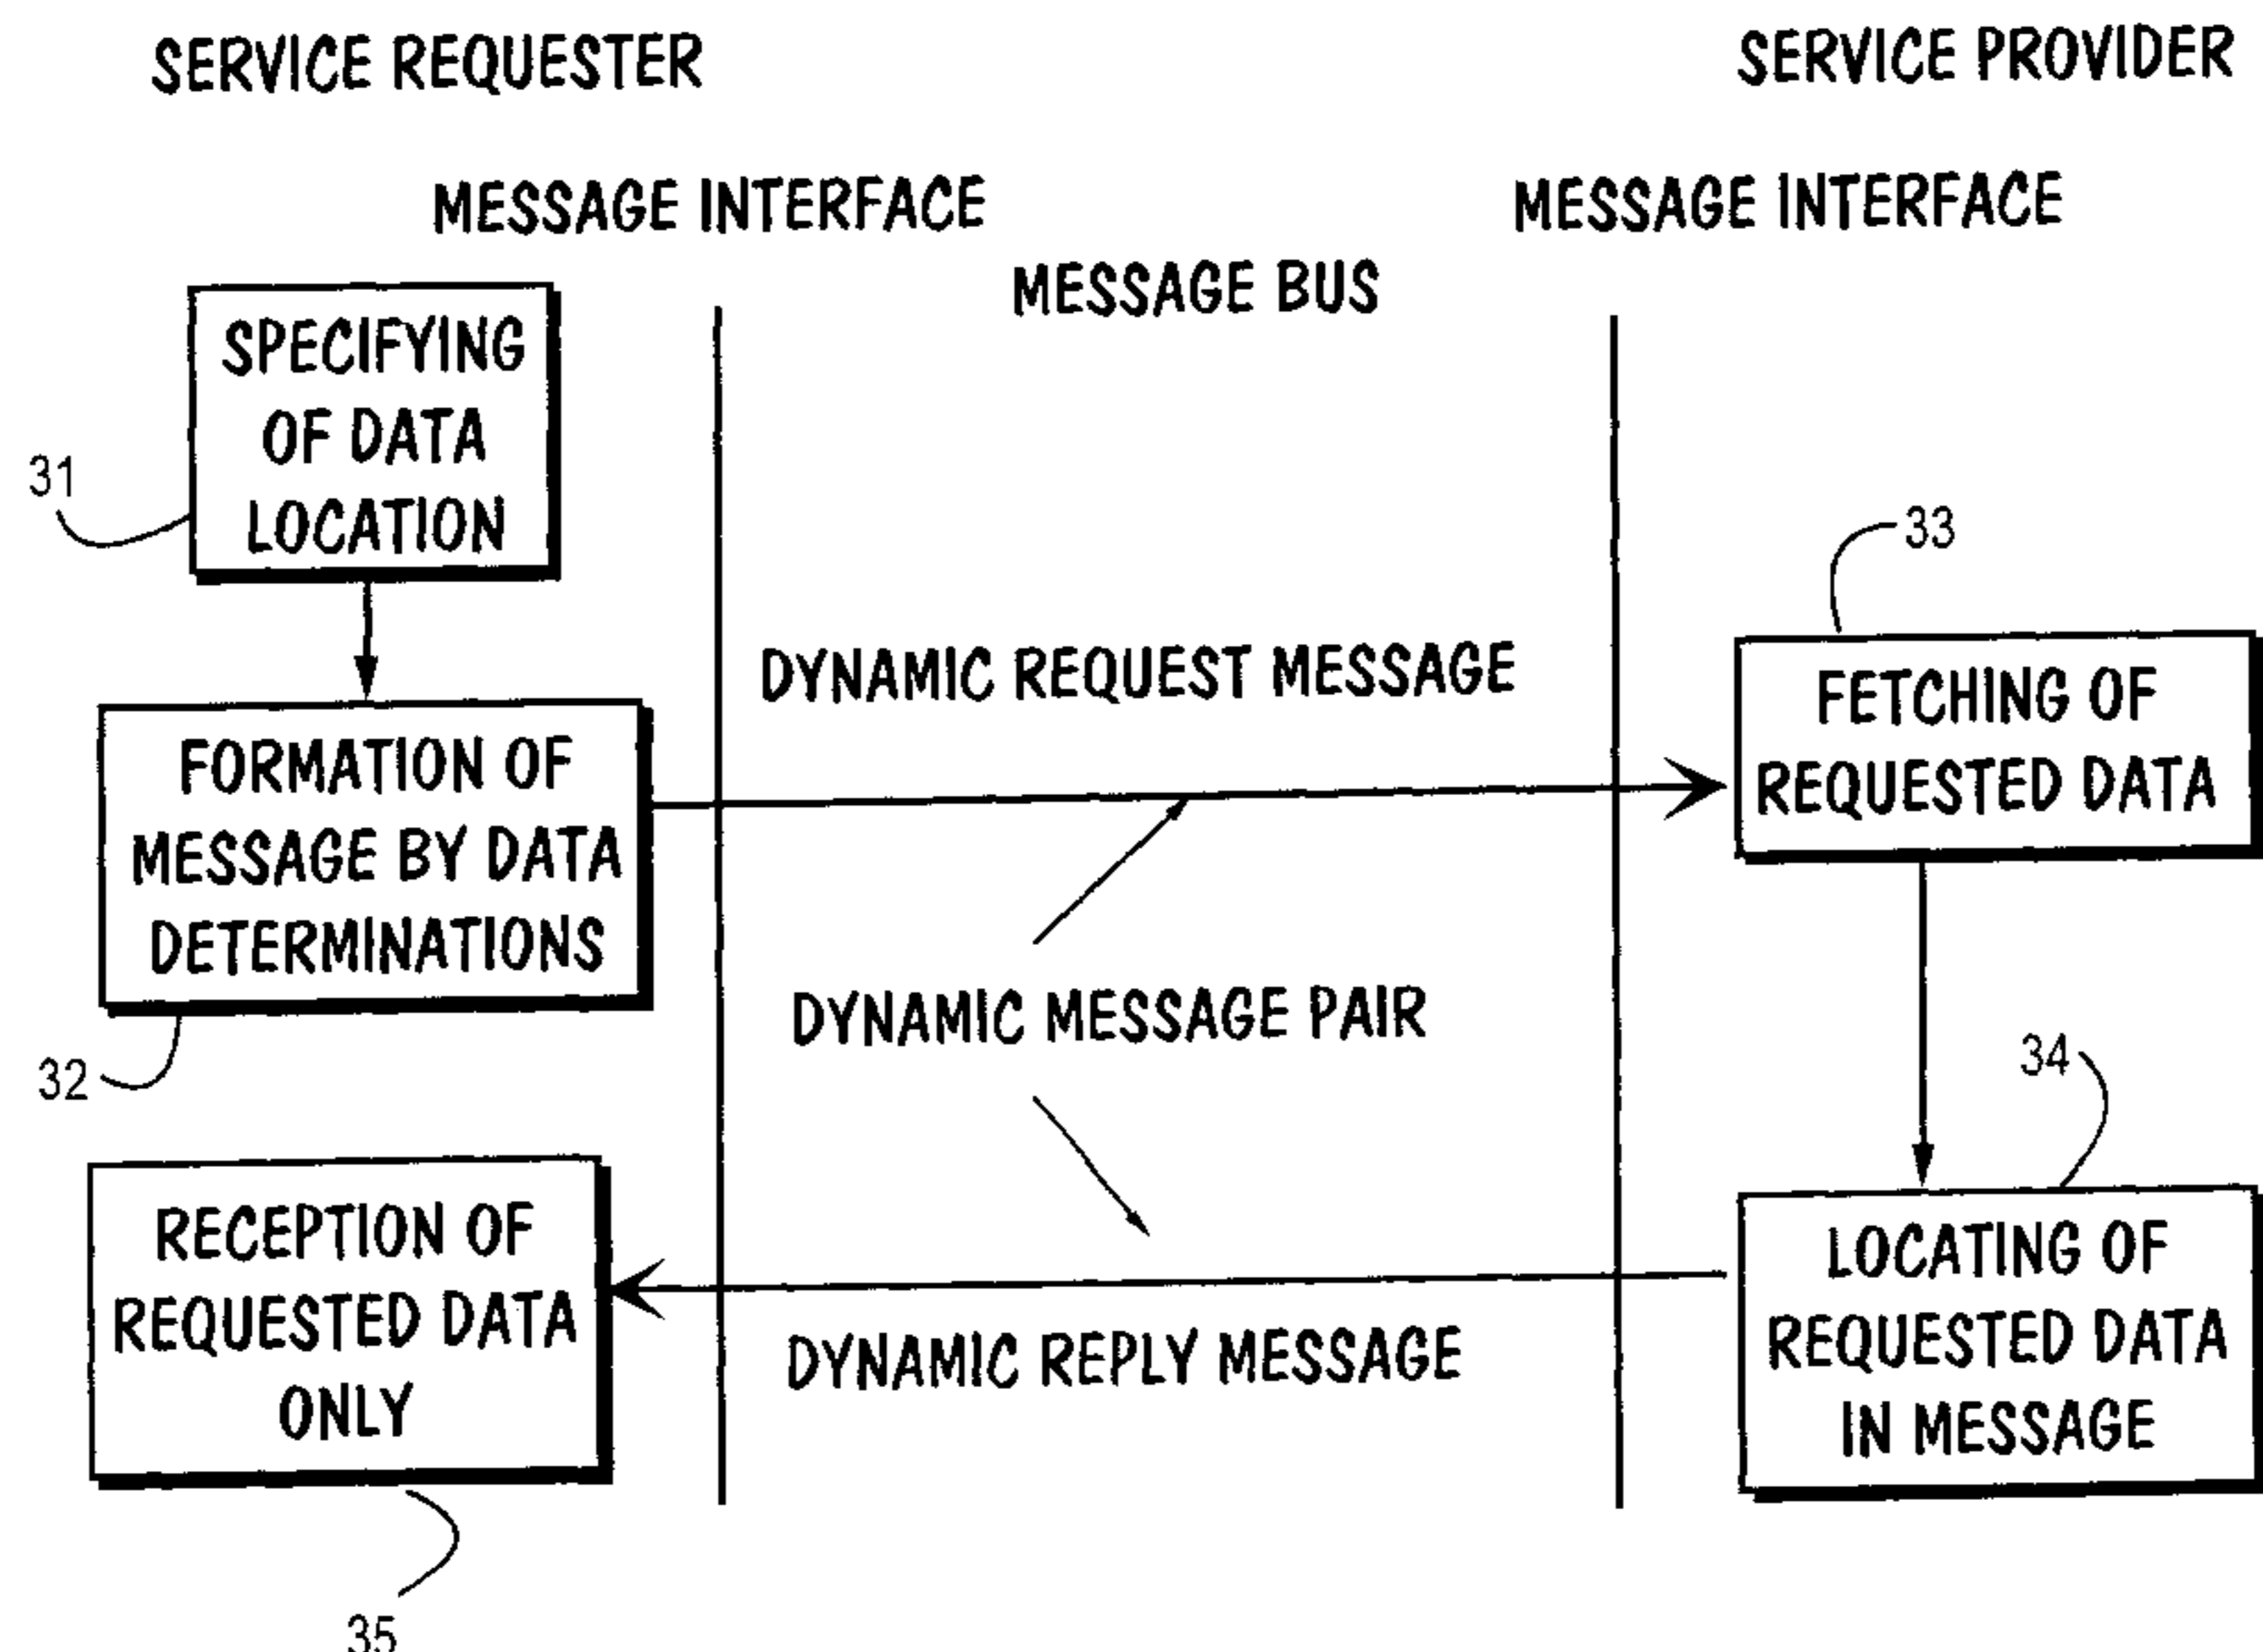 SERVICE REQUESTER
SERVICE PROVIDER
MESSAGE INTERFACE
MESSAGE INTERFACE
MESSAGE BUS
SPECIFYING
OF DATA
LOCATION
31
33
DYNAMIC REQUEST MESSAGE
FETCHING OF
REQUESTED DATA
FORMATION OF
MESSAGE BY DATA
DETERMINATIONS
DYNAMIC MESSAGE PAIR
32
34
RECEPTION OF
REQUESTED DATA
ONLY
LOCATING OF
REQUESTED DATA
IN MESSAGE
DYNAMIC REPLY MESSAGE
35